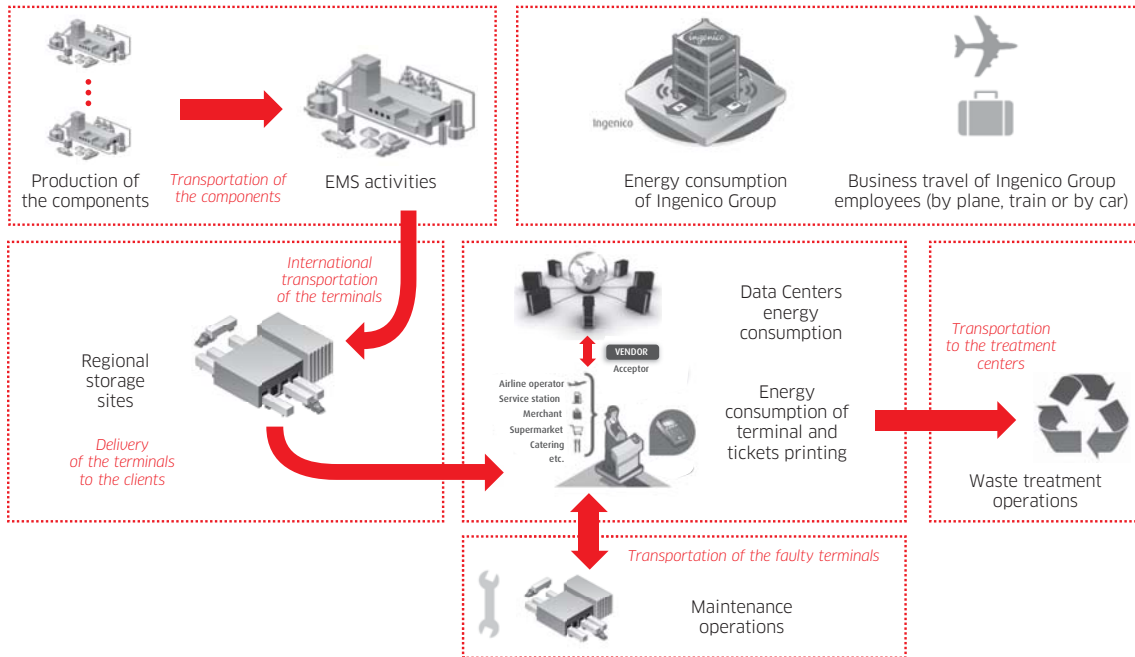 Production of
the components
Transportation of
the components
EMS activities
ingenico
Ingenico
Energy consumption
of Ingenico Group
Business travel of Ingenico Group
employees (by plane, train or by car)
International
transportation
of the terminals
Regional
storage
sites
Delivery
of the terminals
to the clients
Data Centers
energy
consumption
VENDOR
Acceptor
Airline operator
Service station
Merchant
Supermarket
Catering
etc.
Energy
consumption of
terminal and
tickets printing
Transportation
to the treatment
centers
Waste treatment
operations
Transportation of the faulty terminals
Maintenance
operations